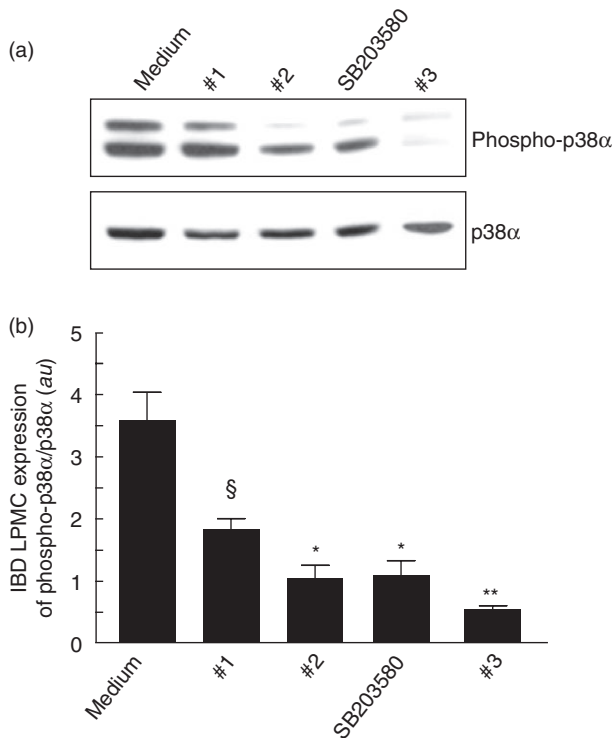 (a)
Medium
#1
#2
SB203580
#3
Phospho-p38α
p38α
(b)
IBD LPMC expression
of phospho-p38α/p38α (au)
5
4
3
2
1
0
§
*
*
**
Medium
#1
#2
SB203580
#3